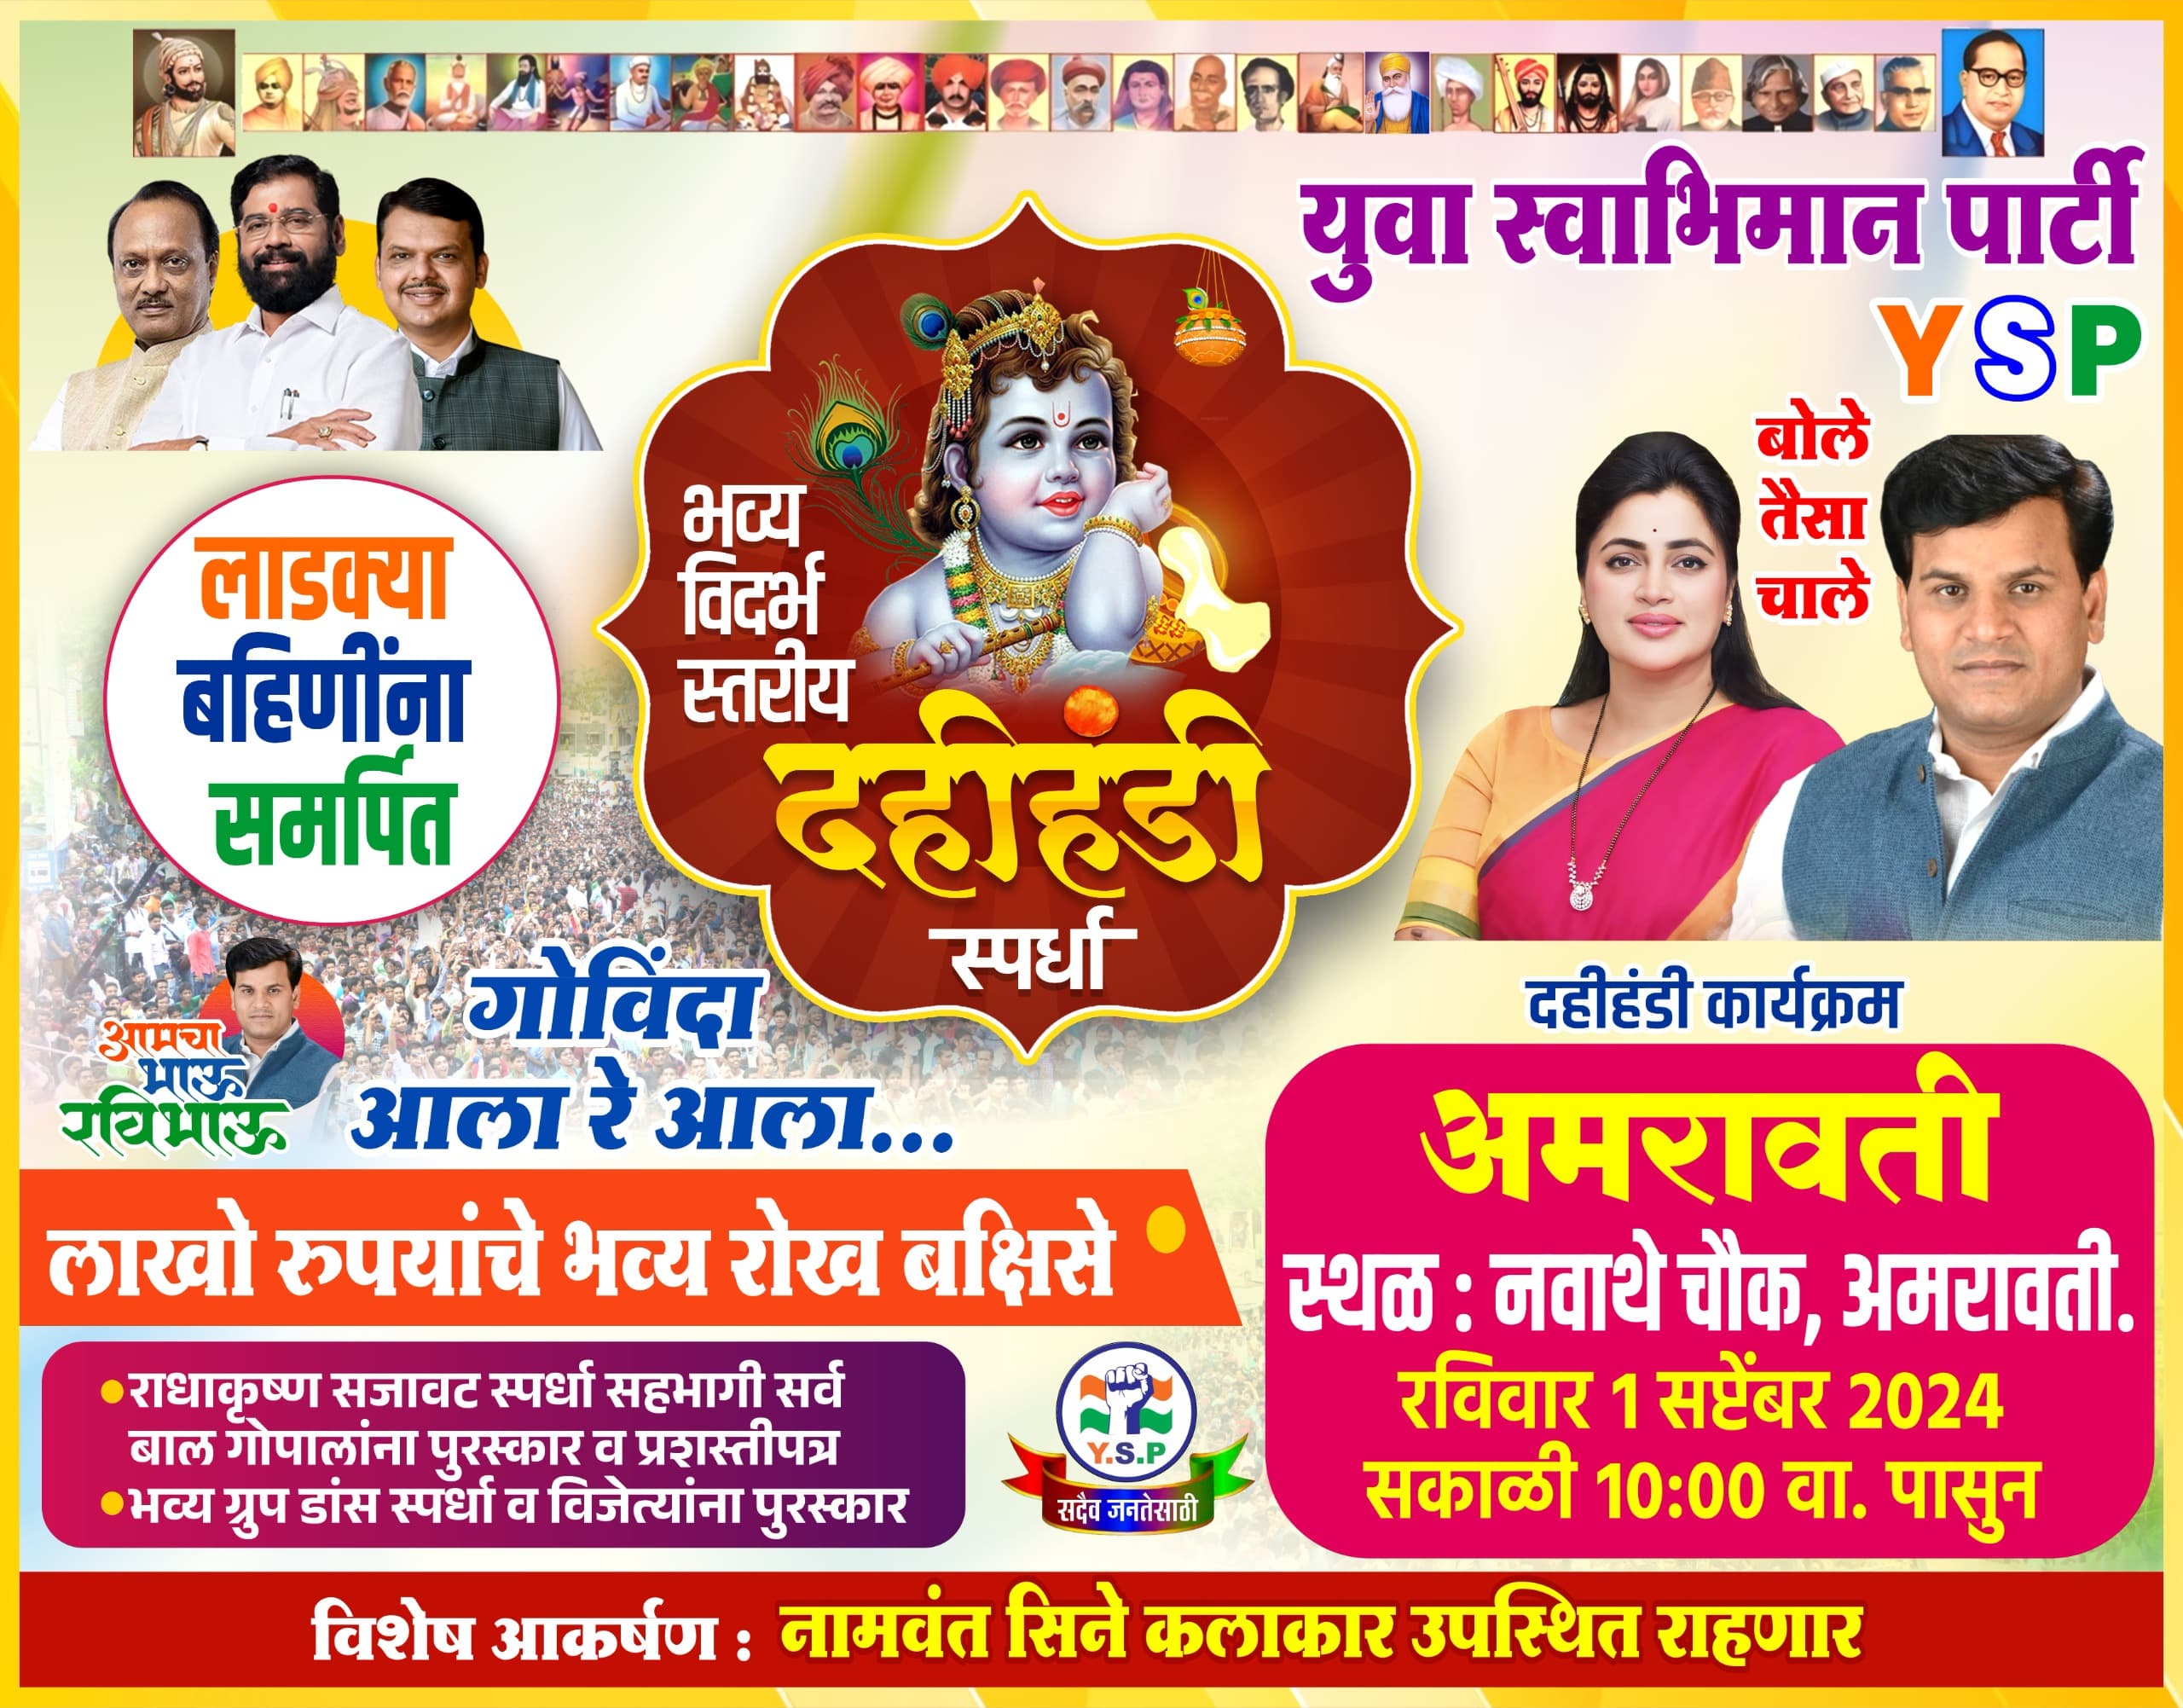 युवा स्वाभिमान पार्टी
YSP
बोले
तैसा
चाले
लाडक्या
बहिणींना
समर्पित
भव्य
विदर्भ
स्तरीय
दहीहंडी
स्पर्धा
आमचा
भाऊ
रविभाऊ
गोविंदा
आला रे आला...
लाखो रुपयांचे भव्य रोख बक्षिसे
•राधाकृष्ण सजावट स्पर्धा सहभागी सर्व
बाल गोपालांना पुरस्कार व प्रशस्तीपत्र
•भव्य ग्रुप डांस स्पर्धा व विजेत्यांना पुरस्कार
Y.S.P
सदैव जनतेसाठी
दहीहंडी कार्यक्रम
अमरावती
स्थळ : नवाथे चौक, अमरावती.
रविवार 1 सप्टेंबर 2024
सकाळी 10:00 वा. पासुन
विशेष आकर्षण : नामवंत सिने कलाकार उपस्थित राहणार